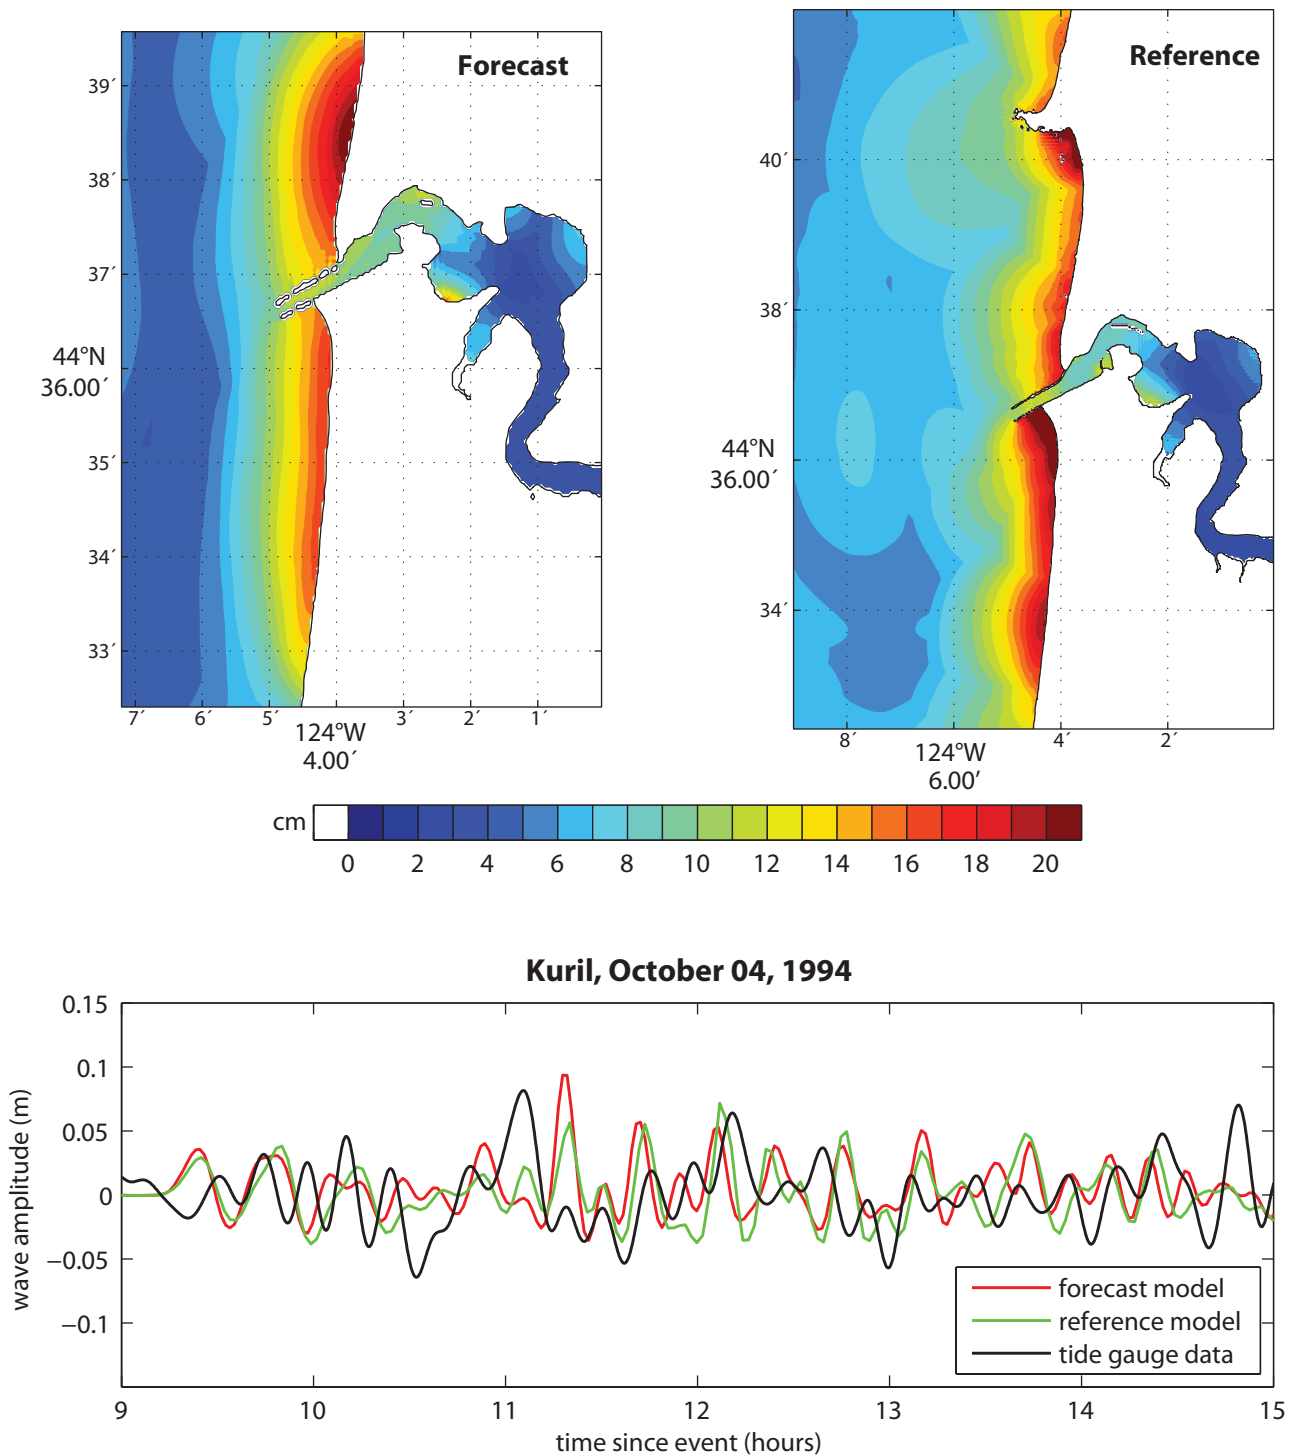 Forecast
39′
38′
37′
44°N
36.00′
35′
34′
33′
7′ 6′ 5′ 3′ 2′ 1′
124°W
4.00′
Reference
40′
38′
44°N
36.00′
34′
8′ 4′ 2′
124°W
6.00'
cm
0 2 4 6 8 10 12 14 16 18 20
Kuril, October 04, 1994
wave amplitude (m)
0.15
0.1
0.05
0
−0.05
−0.1
forecast model
reference model
tide gauge data
9 10 11 12 13 14 15
time since event (hours)